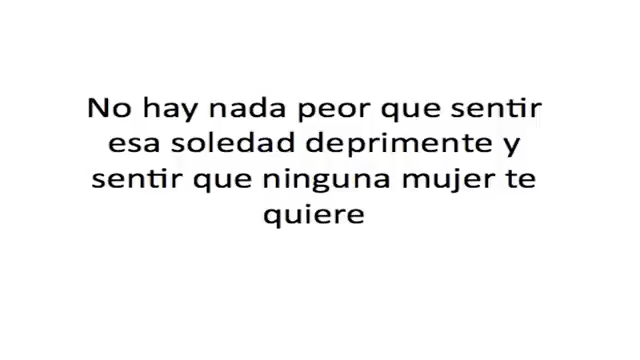 No hay nada peor que sentir
esa soledad deprimente y
sentir que ninguna mujer te
quiere